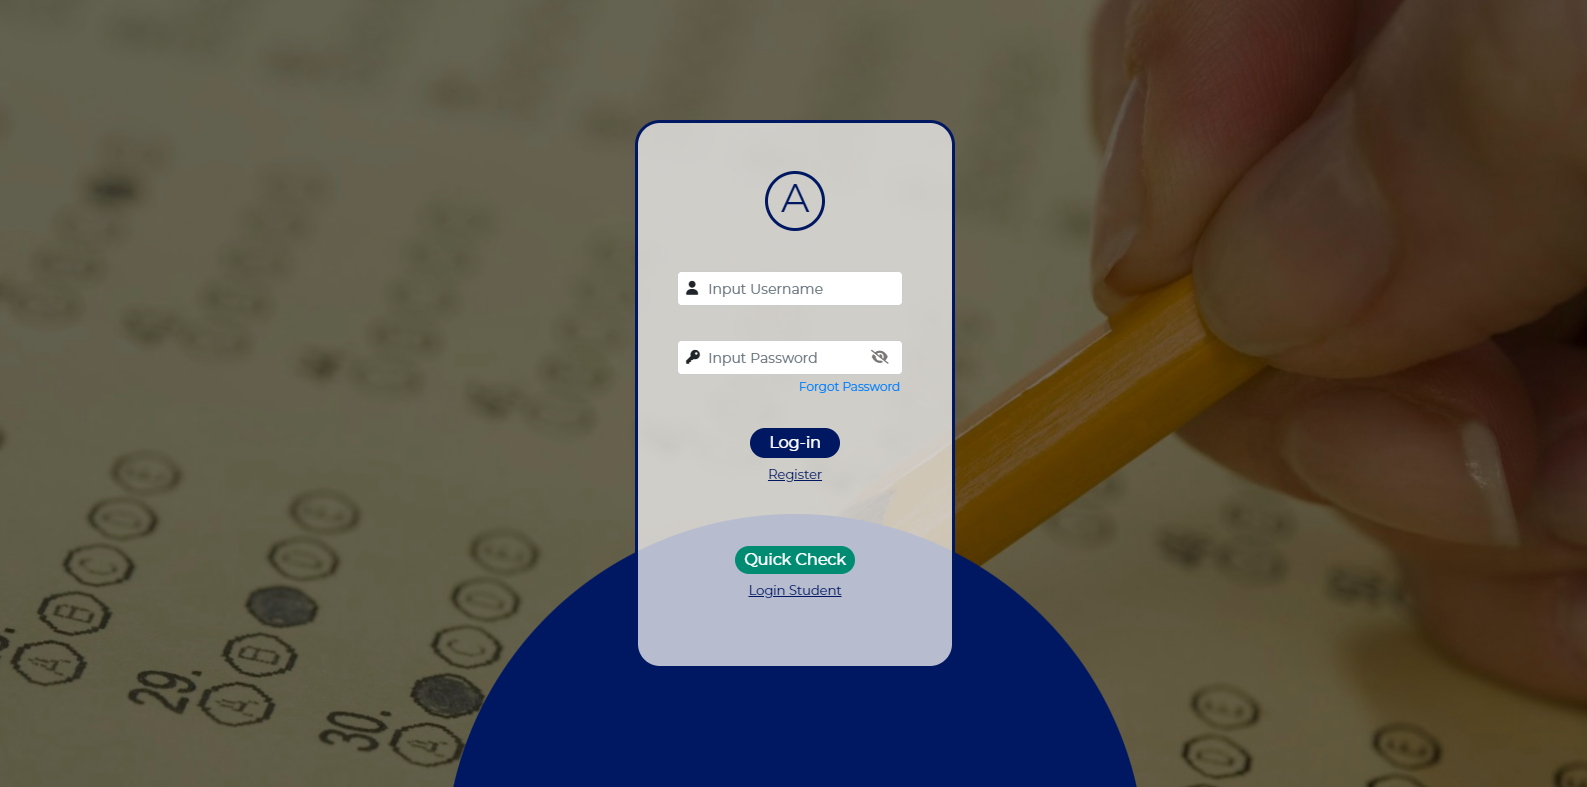 A
Input Username
Input Password
Forgot Password
Log-in
Register
Quick Check
Login Student
E
D
C
B
A
29.
E
D
B
A
30.
E
D
C
A
E
D
E